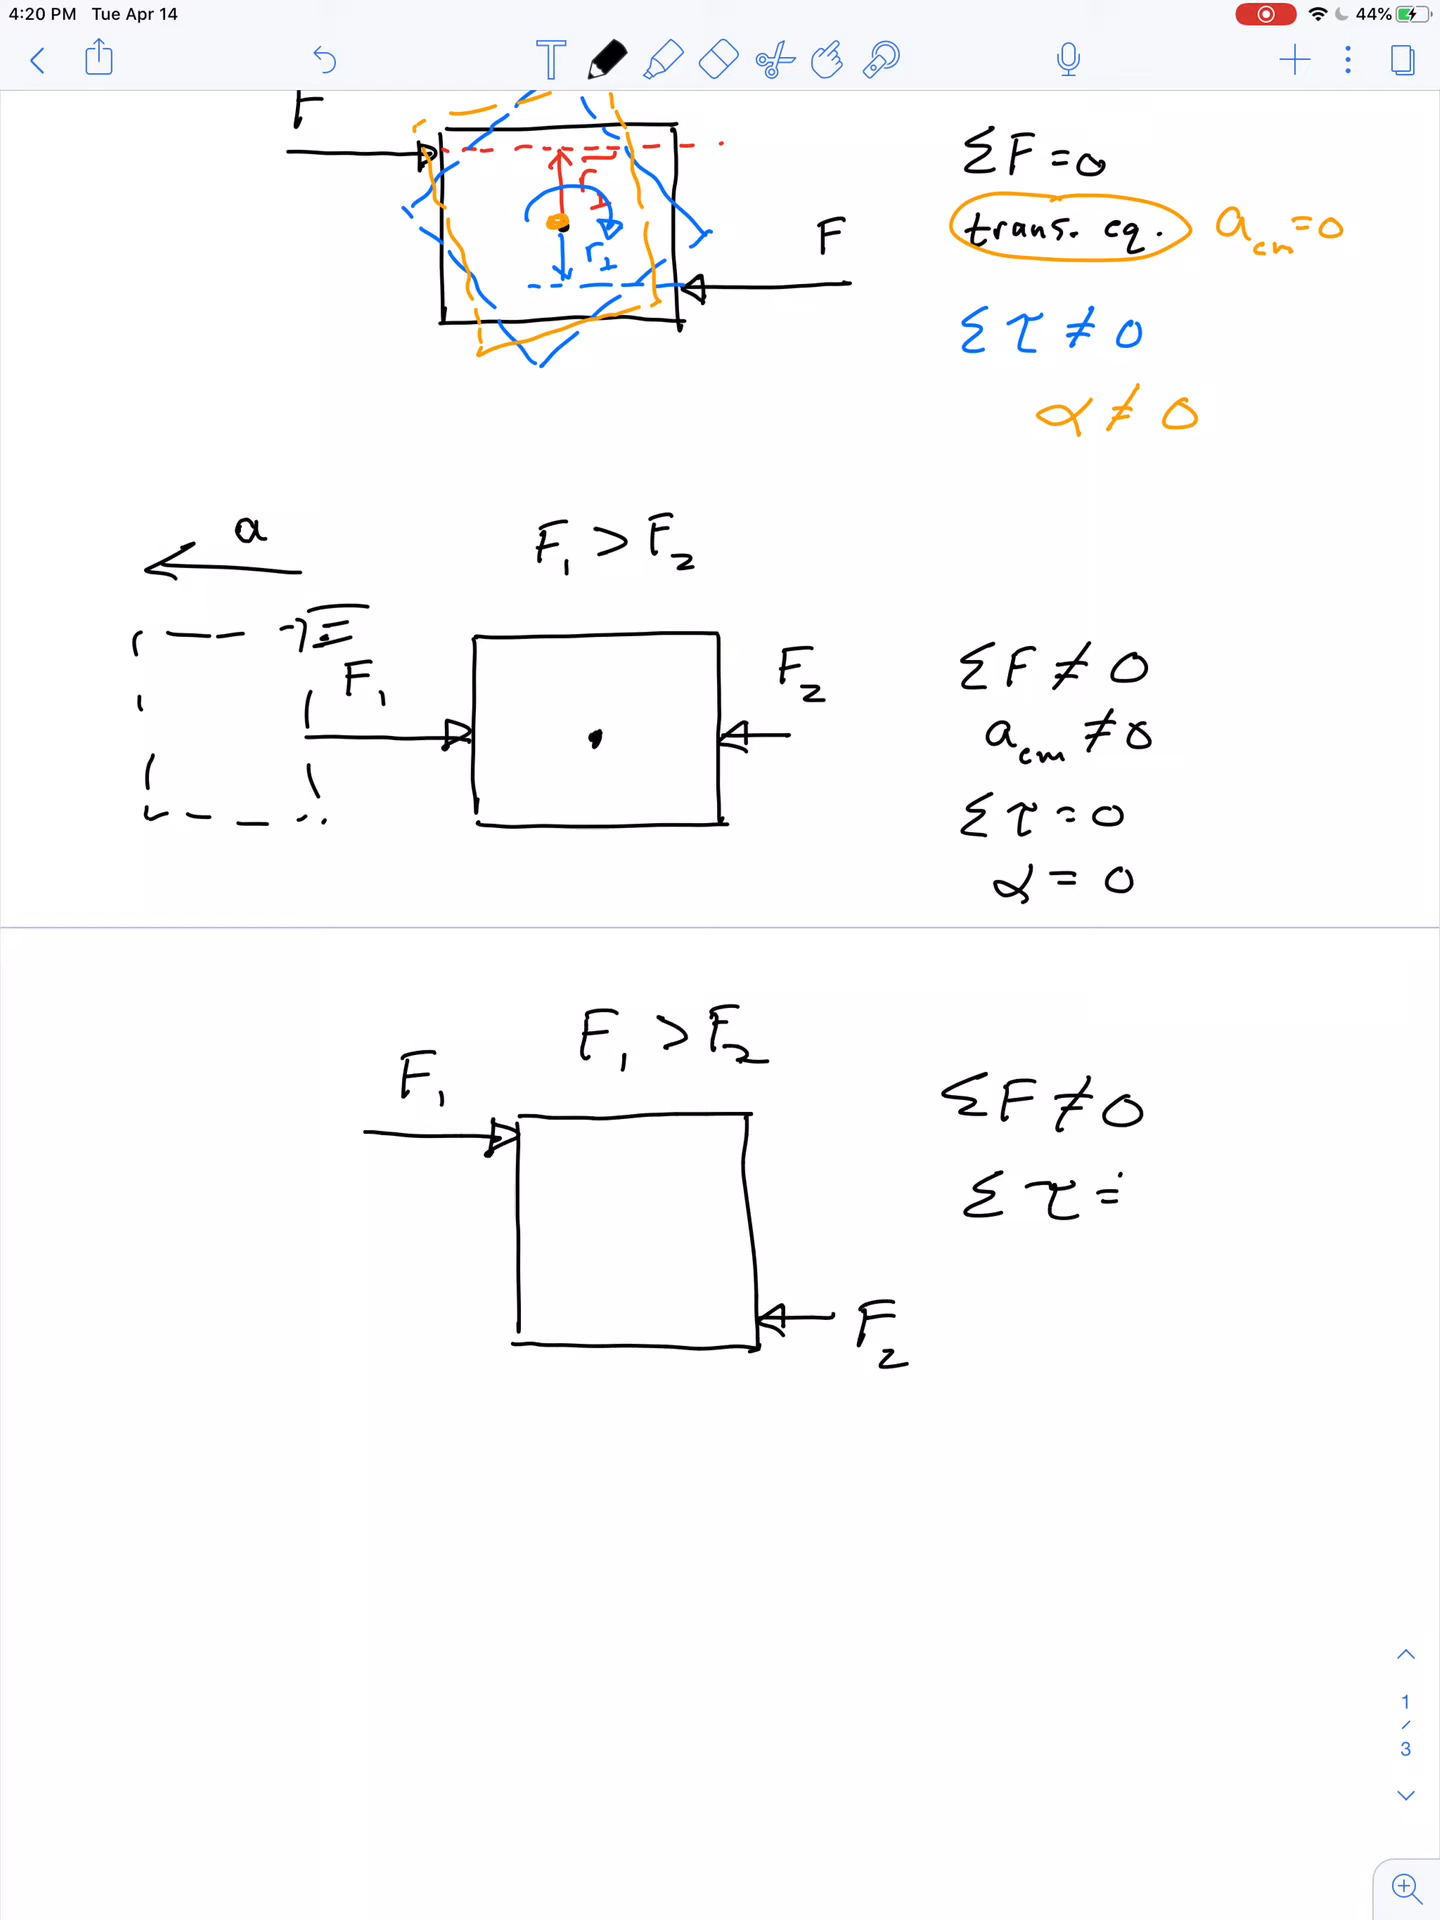 4:20 PM Tue Apr 14
44%
T
F
ΣF = 0
trans. eq. a_cm = 0
r⊥
F
r⊥
Στ ≠ 0
α ≠ 0
a
F₁ > F₂
F₁
F₂
ΣF ≠ 0
a_cm ≠ 0
Στ = 0
α = 0
F₁ > F₂
F₁
ΣF ≠ 0
Στ =
F₂
1
/
3